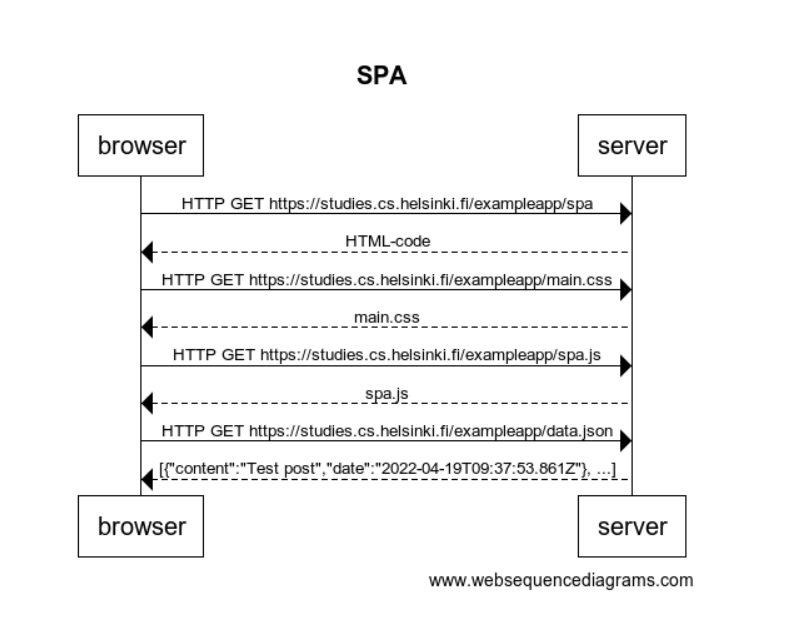 SPA
browser
server
HTTP GET https://studies.cs.helsinki.fi/exampleapp/spa
HTML-code
HTTP GET https://studies.cs.helsinki.fi/exampleapp/main.css
main.css
HTTP GET https://studies.cs.helsinki.fi/exampleapp/spa.js
spa.js
HTTP GET https://studies.cs.helsinki.fi/exampleapp/data.json
[{"content":"Test post","date":"2022-04-19T09:37:53.861Z"}, ...]
browser
server
www.websequencediagrams.com